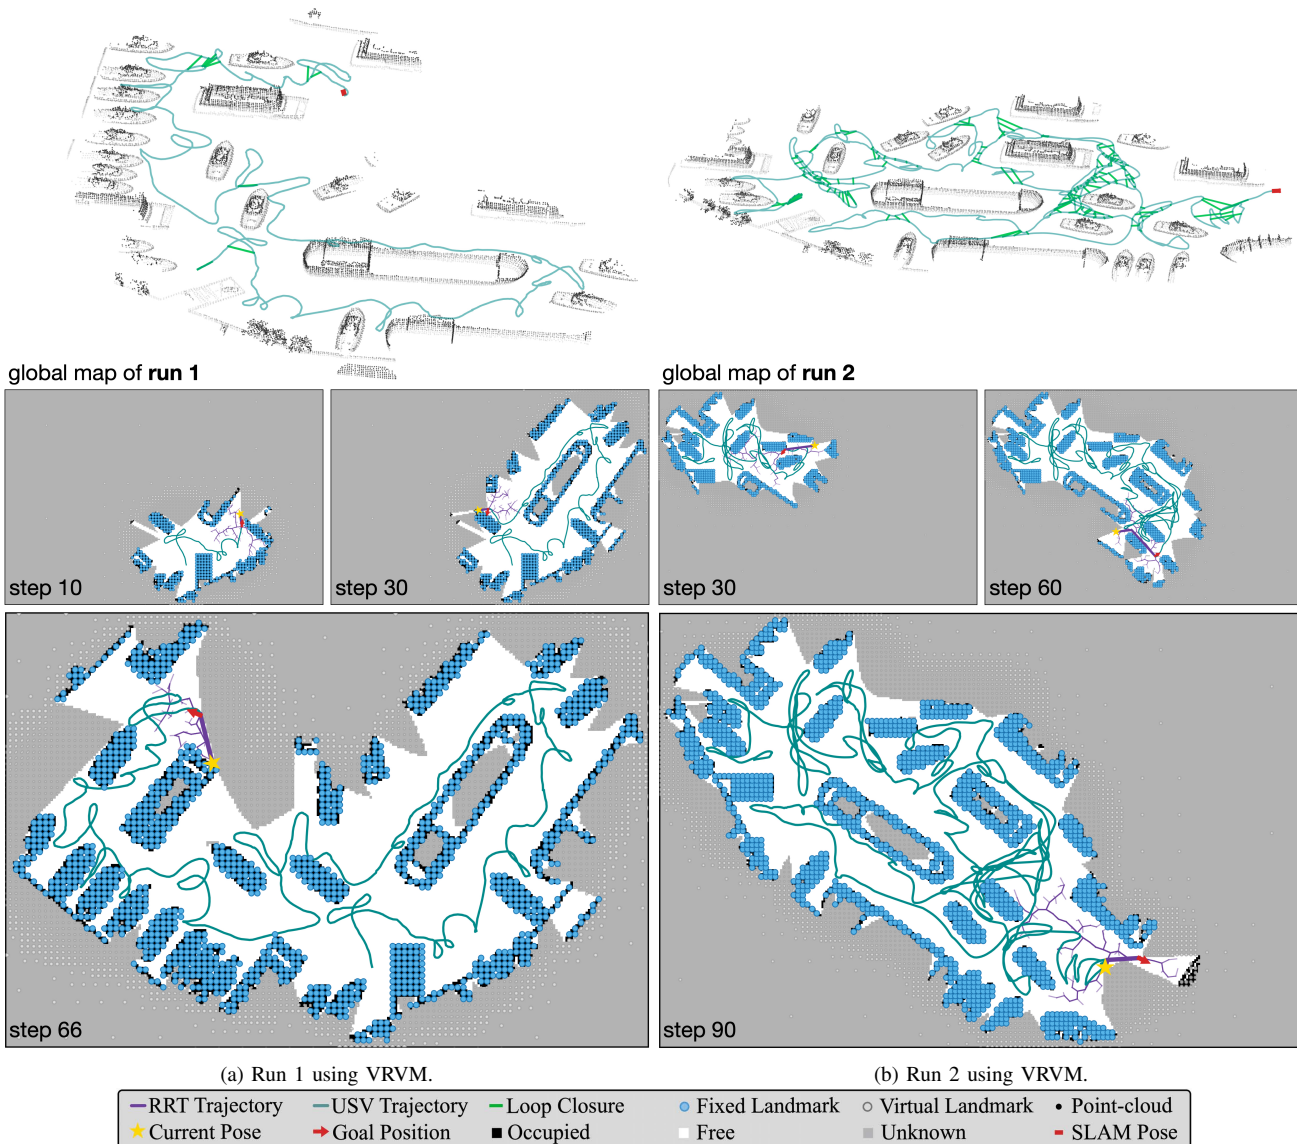 global map of run 1
global map of run 2
step 10
step 30
step 30
step 60
step 66
step 90
(a) Run 1 using VRVM.
(b) Run 2 using VRVM.
RRT Trajectory
USV Trajectory
Loop Closure
Fixed Landmark
Virtual Landmark
Point-cloud
Current Pose
Goal Position
Occupied
Free
Unknown
SLAM Pose